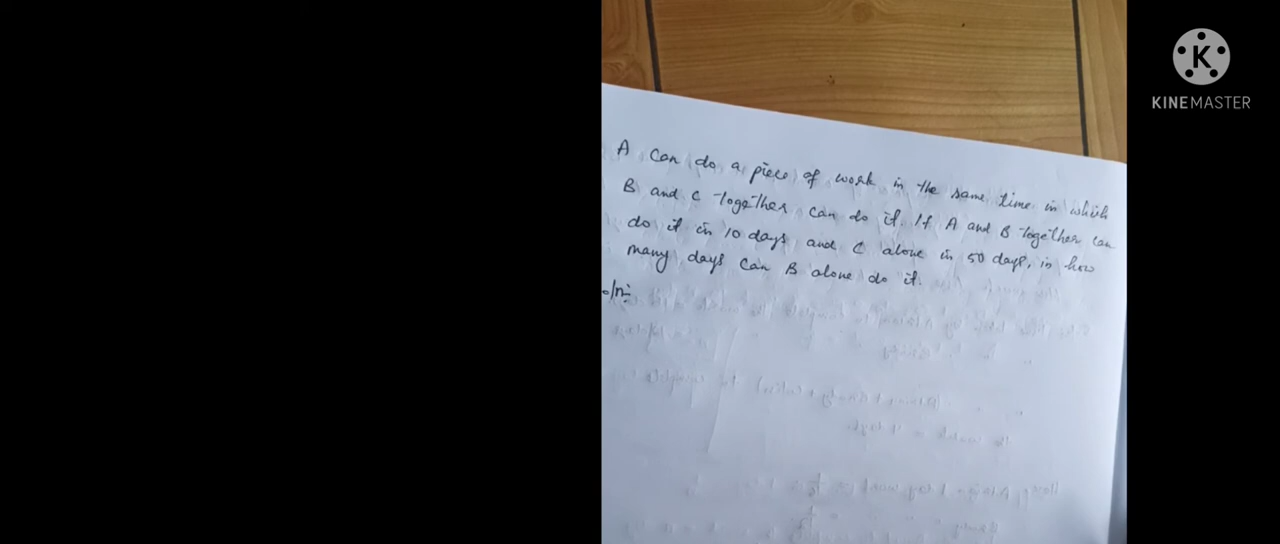 A can do a piece of work in the same time in which
B and C together can do it. If A and B together can
do it in 10 days and C alone in 50 days, in how
many days can B alone do it.
o/n:-
KINEMASTER